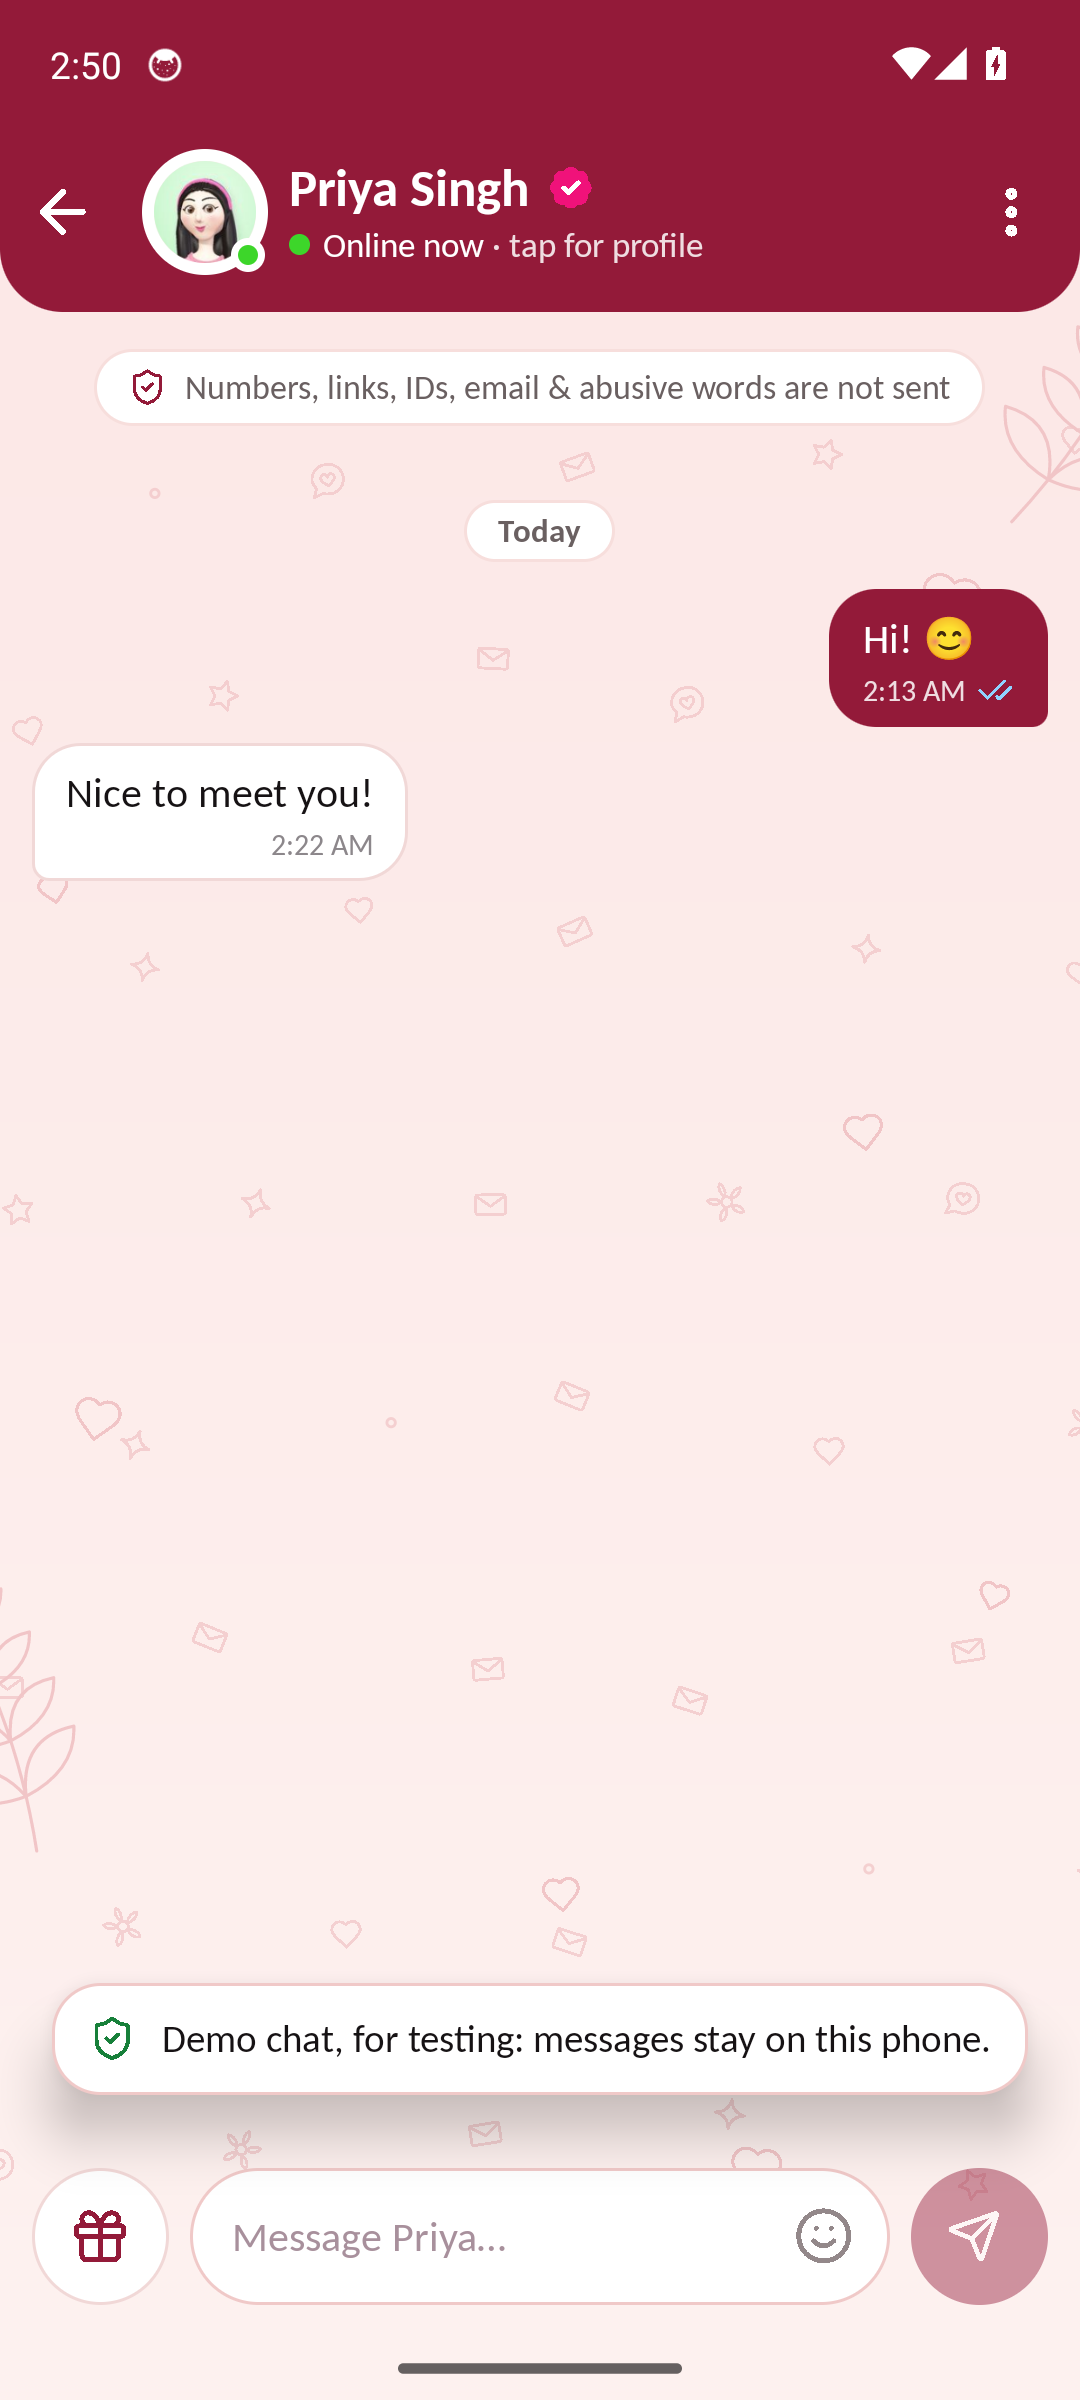 2:50
Priya Singh
Online now · tap for profile
Numbers, links, IDs, email & abusive words are not sent
Today
Hi! 😊
2:13 AM
Nice to meet you!
2:22 AM
Demo chat, for testing: messages stay on this phone.
Message Priya...